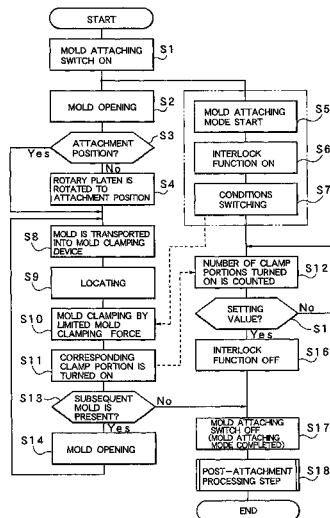 START
MOLD ATTACHING
SWITCH ON
S1
MOLD OPENING
S2
ATTACHMENT
POSITION?
S3
Yes
No
ROTARY PLATEN IS
ROTATED TO
ATTACHMENT POSITION
S4
MOLD ATTACHING
MODE START
S5
INTERLOCK
FUNCTION ON
S6
CONDITIONS
SWITCHING
S7
S8
MOLD IS TRANSPORTED
INTO MOLD CLAMPING
DEVICE
S9
LOCATING
S10
MOLD CLAMPING BY
LIMITED MOLD
CLAMPING FORCE
S11
CORRESPONDING
CLAMP PORTION IS
TURNED ON
NUMBER OF CLAMP
PORTIONS TURNED
ON IS COUNTED
S12
SETTING
VALUE?
No
S1
Yes
INTERLOCK
FUNCTION OFF
S16
S13
SUBSEQUENT
MOLD IS
PRESENT?
No
Yes
S14
MOLD OPENING
MOLD ATTACHING
SWITCH OFF
(MOLD ATTACHING
MODE COMPLETED)
S17
POST-ATTACHMENT
PROCESSING STEP
S18
END